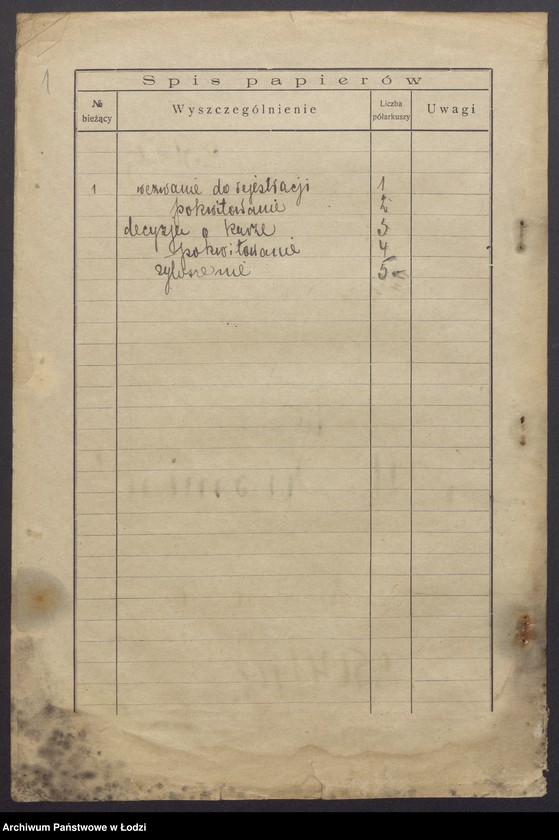 1
Spis papierów
№ bieżący
Wyszczególnienie
Liczba półarkuszy
Uwagi
1 wezwanie do rejestracji 1
pokwitowanie 2
decyzja o karze 3
pokwitowanie 4
zgłoszenie 5
Archiwum Państwowe w Łodzi